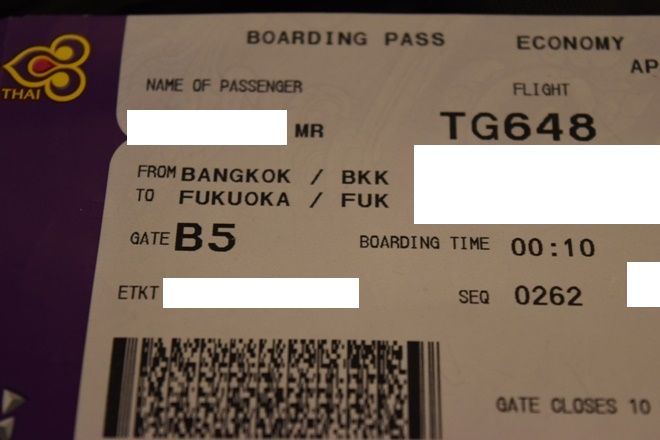 BOARDING PASS ECONOMY
AP
THAI
NAME OF PASSENGER FLIGHT
MR TG648
FROM BANGKOK / BKK
TO FUKUOKA / FUK
GATE B5 BOARDING TIME 00:10
ETKT SEQ 0262
GATE CLOSES 10